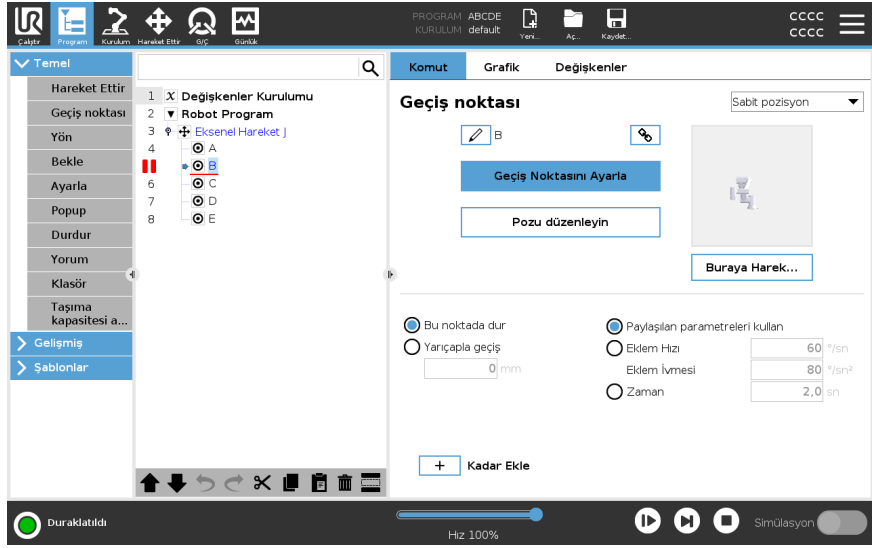 UR
PROGRAM ABCDE
KURULUM default
Çalıştır Program Kurulum Hareket Ettir G/Ç Günlük
Yeni... Aç... Kaydet...
CCCC
CCCC
Temel
Hareket Ettir
Geçiş noktası
Yön
Bekle
Ayarla
Popup
Durdur
Yorum
Klasör
Taşıma
kapasitesi a...
Gelişmiş
Şablonlar
1 X Değişkenler Kurulumu
2 Robot Program
3 Eksenel Hareket J
4 A
B
6 C
7 D
8 E
Komut Grafik Değişkenler
Geçiş noktası
Sabit pozisyon
B
Geçiş Noktasını Ayarla
Pozu düzenleyin
Buraya Harek...
Bu noktada dur
Yarıçapla geçiş
0 mm
Paylaşılan parametreleri kullan
Eklem Hızı 60 °/sn
Eklem İvmesi 80 °/sn²
Zaman 2,0 sn
+ Kadar Ekle
Duraklatıldı
Hız 100%
Simülasyon